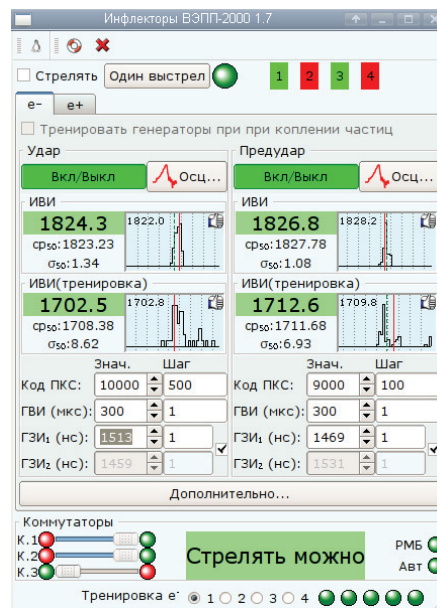 Инфлекторы ВЭПП-2000 1.7
Стрелять Один выстрел 1 2 3 4
e- e+
Тренировать генераторы при при коплении частиц
Удар Предудар
Вкл/Выкл Осц... Вкл/Выкл Осц...
ИВИ ИВИ
1824.3 1822.0 1826.8 1828.2
ср50:1823.23 ср50:1827.78
σ50:1.34 σ50:1.08
ИВИ(тренировка) ИВИ(тренировка)
1702.5 1702.8 1712.6 1709.8
ср50:1708.38 ср50:1711.68
σ50:8.62 σ50:6.93
Знач. Шаг Знач. Шаг
Код ПКС: 10000 500 Код ПКС: 9000 100
ГВИ (мкс): 300 1 ГВИ (мкс): 300 1
ГЗИ₁ (нс): 1513 1 ГЗИ₁ (нс): 1469 1
ГЗИ₂ (нс): 1459 1 ГЗИ₂ (нс): 1531 1
Дополнительно...
Коммутаторы
К.1
К.2
К.3
Стрелять можно
РМБ
Авт
Тренировка e⁻ 1 2 3 4